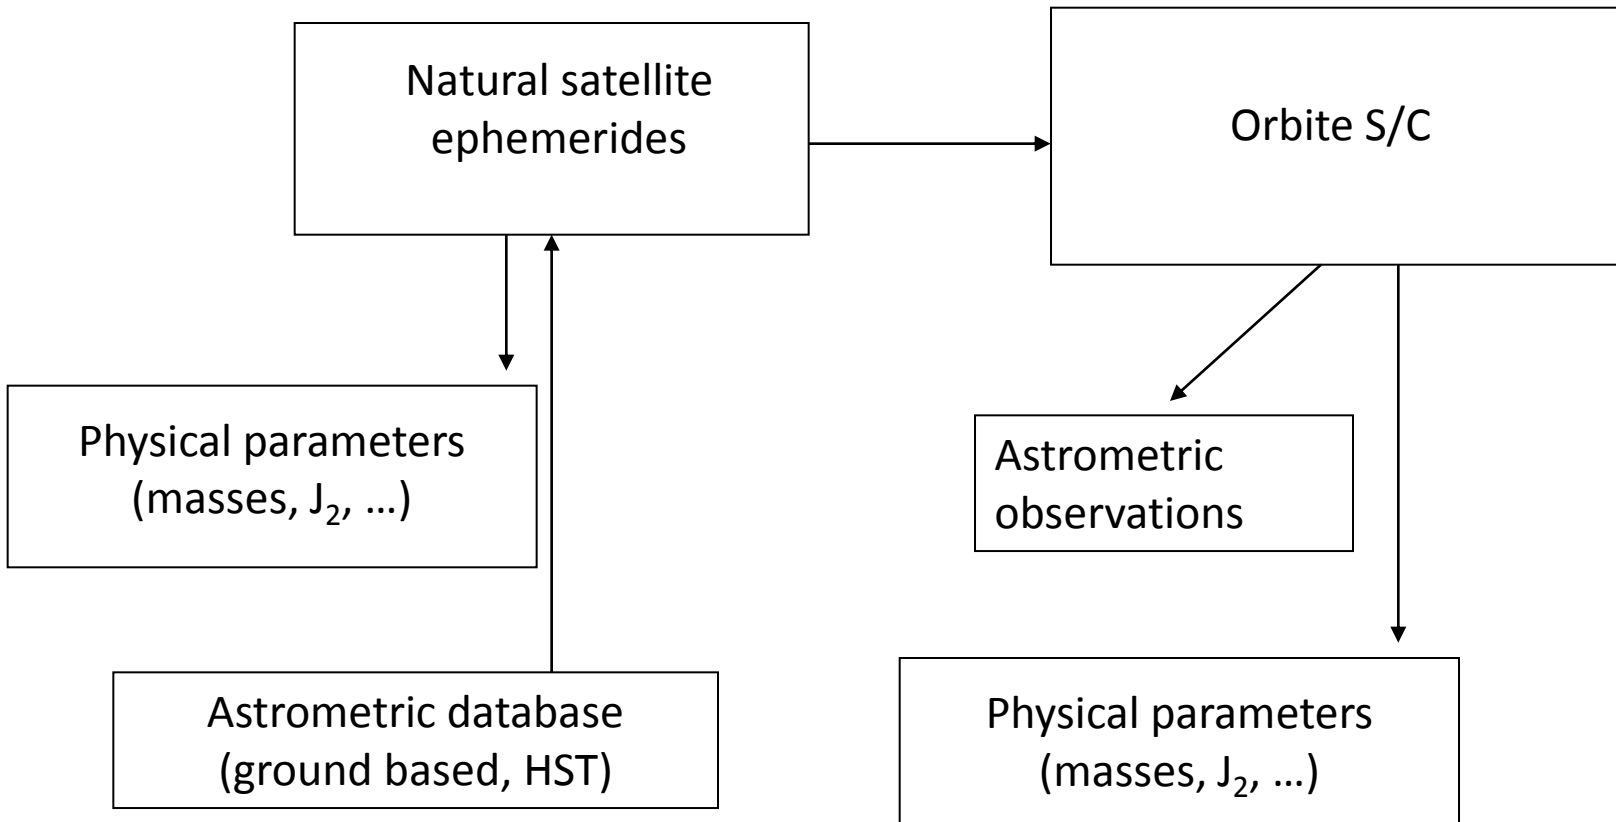 Natural satellite
ephemerides
Orbite S/C
Physical parameters
(masses, J₂, …)
Astrometric
observations
Astrometric database
(ground based, HST)
Physical parameters
(masses, J₂, …)